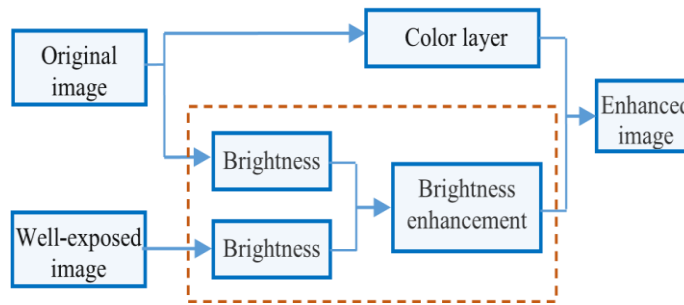 Original
image
Color layer
Enhanced
image
Brightness
Brightness
enhancement
Well-exposed
image
Brightness